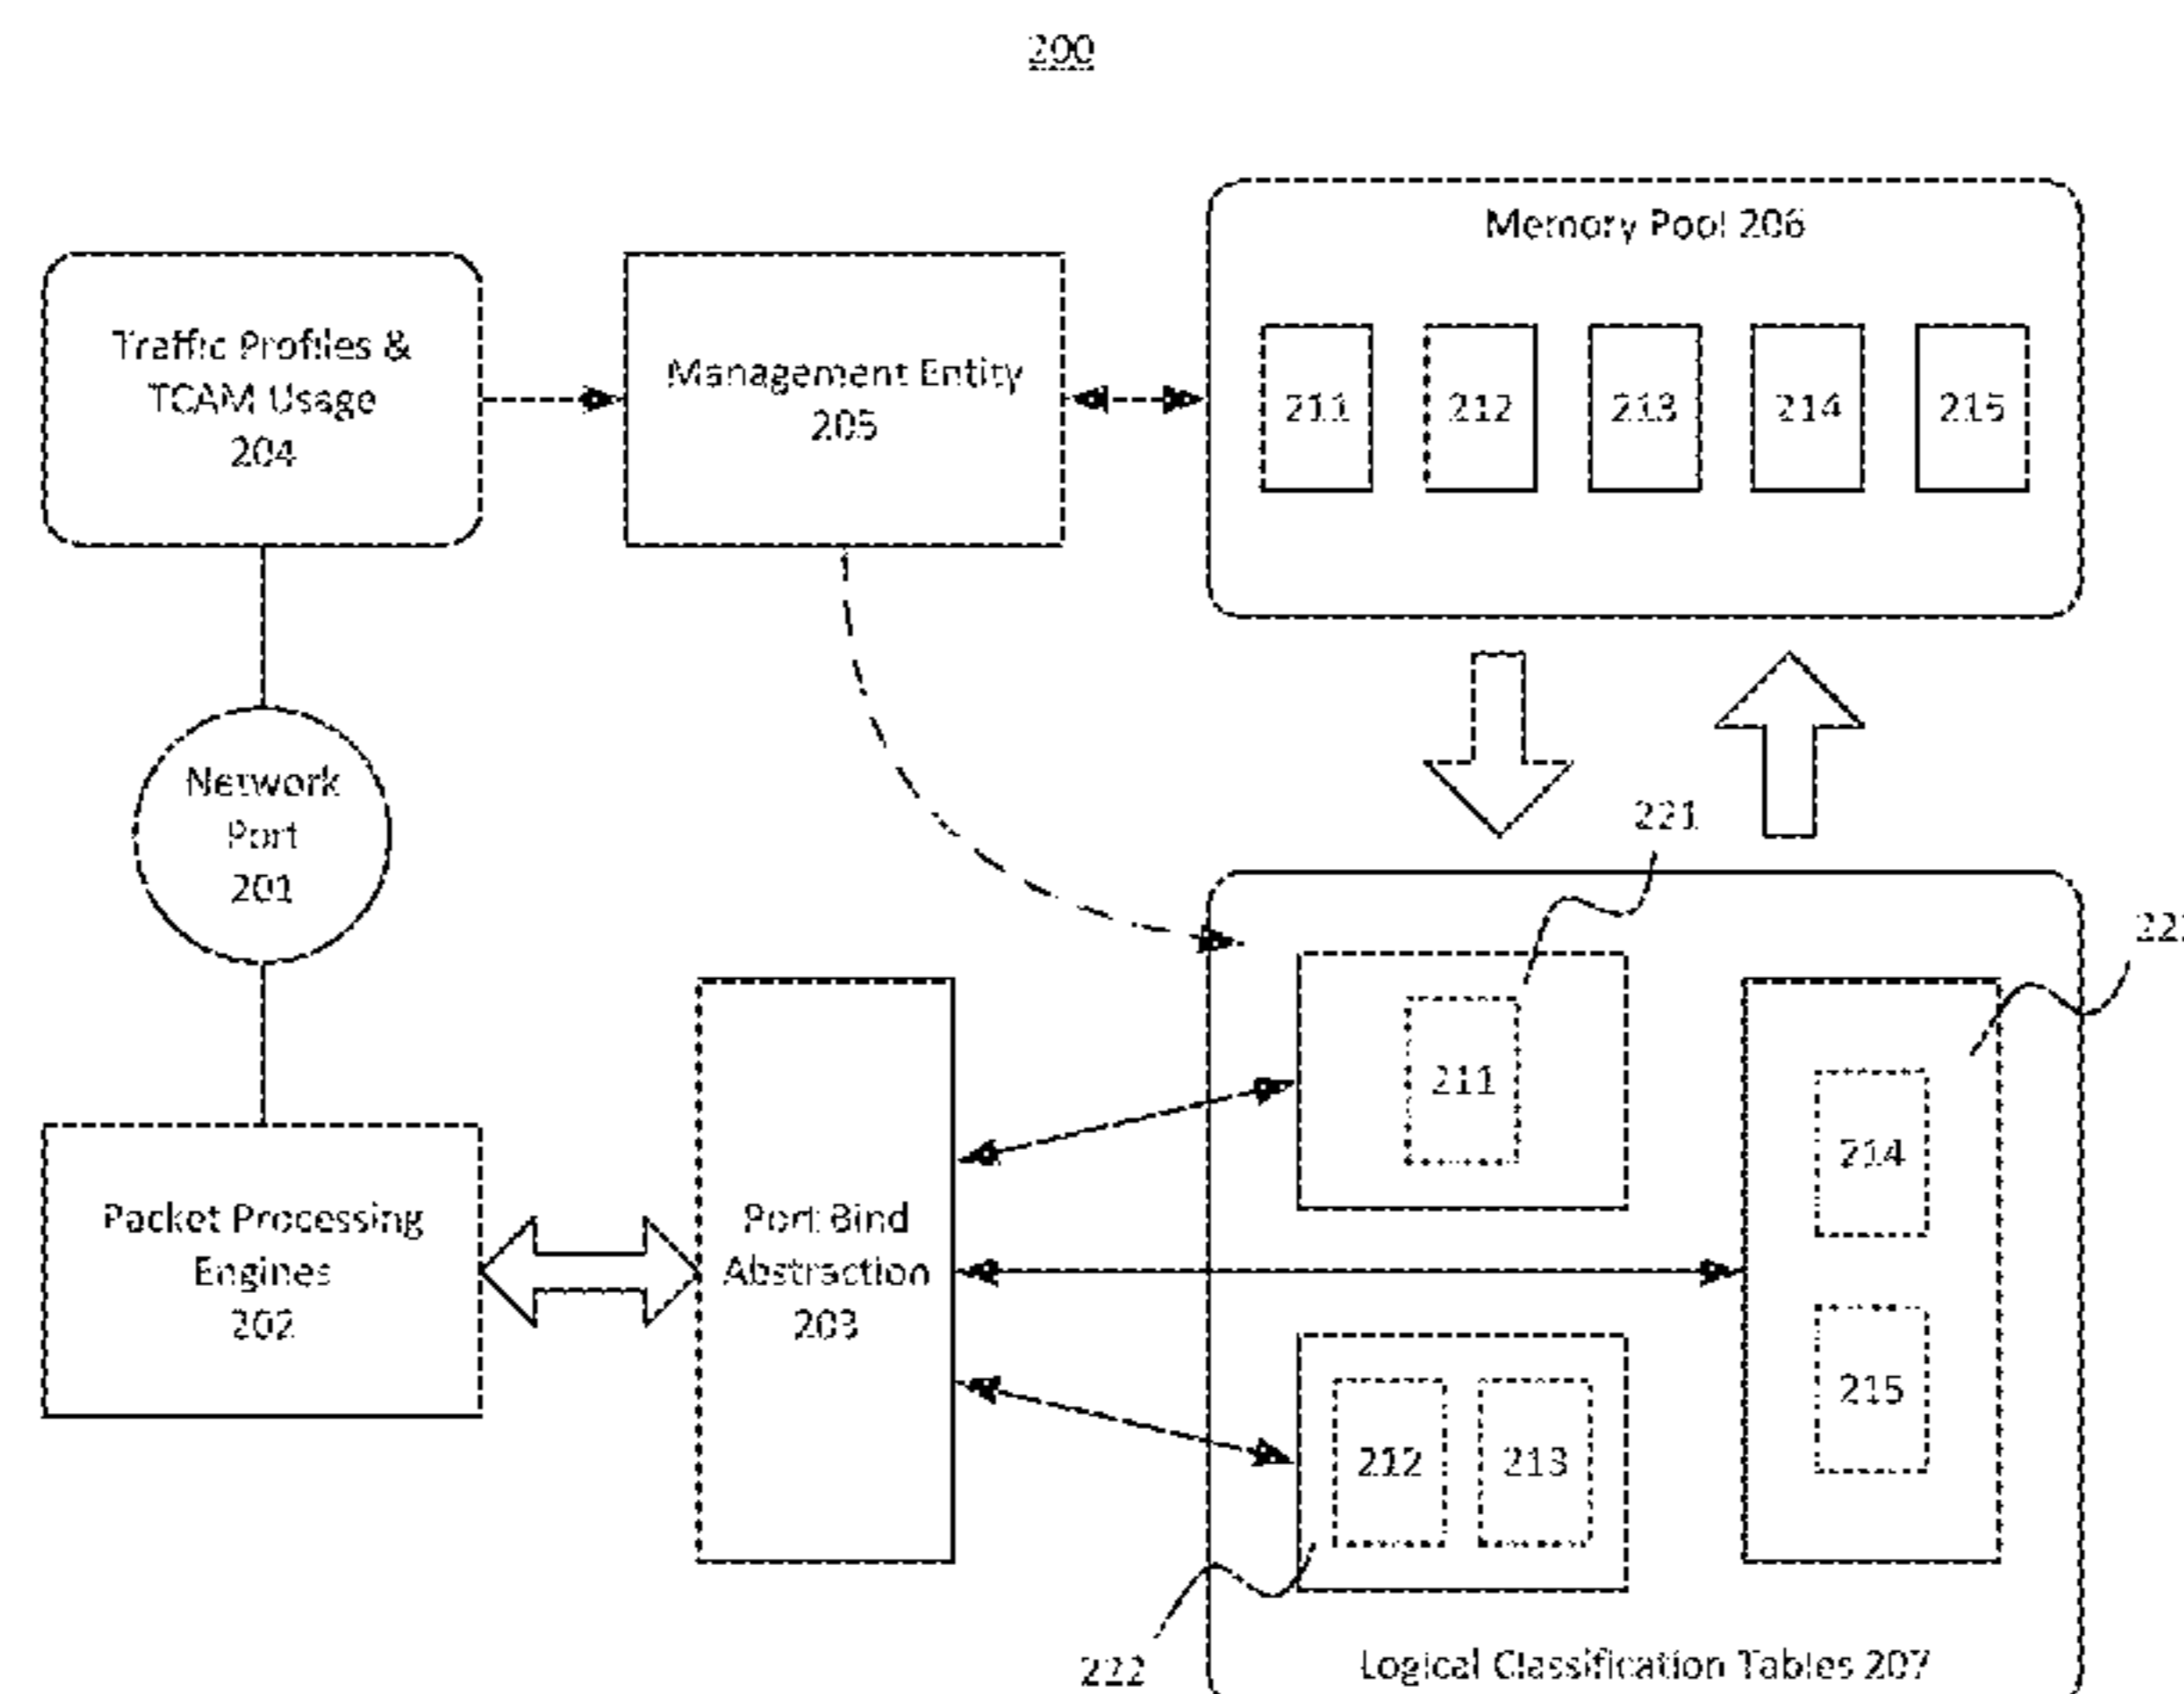 200
Memory Pool 206
Traffic Profiles &
TCAM Usage
204
Management Entity
205
211
212
213
214
215
Network
Port
201
221
Packet Processing
Engines
202
Port Bind
Abstraction
203
211
214
215
212
213
222
Logical Classification Tables 207